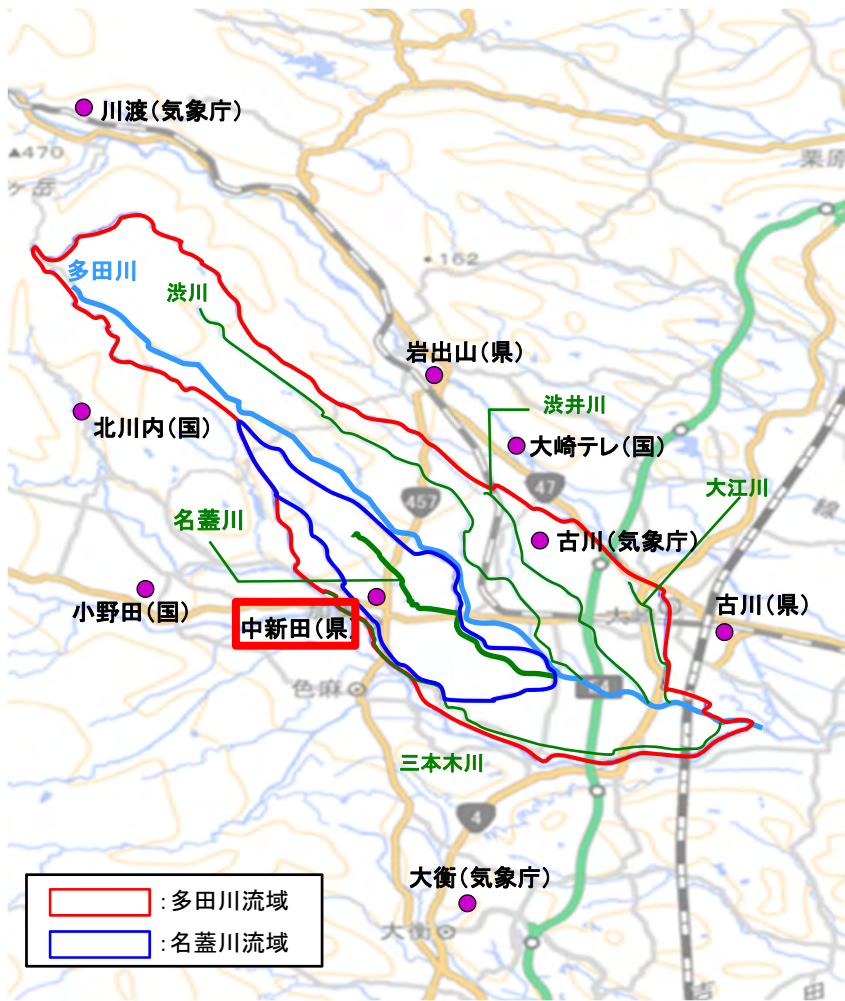 川渡(気象庁)
▲470
ヶ岳
栗原
・162
多田川
渋川
岩出山(県)
渋井川
北川内(国)
大崎テレ(国)
47
大江川
457
線
名蓋川
古川(気象庁)
小野田(国)
古川(県)
中新田(県)
色麻
三本木川
4
大衡(気象庁)
大衡
:多田川流域
:名蓋川流域
田